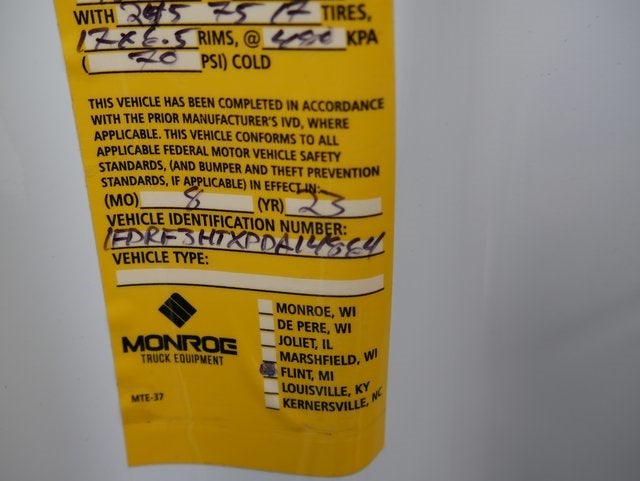 WITH 245 75 17 TIRES,
17x6.5 RIMS, @ 480 KPA
( 70 PSI) COLD
THIS VEHICLE HAS BEEN COMPLETED IN ACCORDANCE
WITH THE PRIOR MANUFACTURER'S IVD, WHERE
APPLICABLE. THIS VEHICLE CONFORMS TO ALL
APPLICABLE FEDERAL MOTOR VEHICLE SAFETY
STANDARDS, (AND BUMPER AND THEFT PREVENTION
STANDARDS, IF APPLICABLE) IN EFFECT IN:
(MO) 8 (YR) 23
VEHICLE IDENTIFICATION NUMBER:
VEHICLE TYPE:
MONROE
TRUCK EQUIPMENT
MTE-37
MONROE, WI
DE PERE, WI
JOLIET, IL
MARSHFIELD, WI
FLINT, MI
LOUISVILLE, KY
KERNERSVILLE, NC